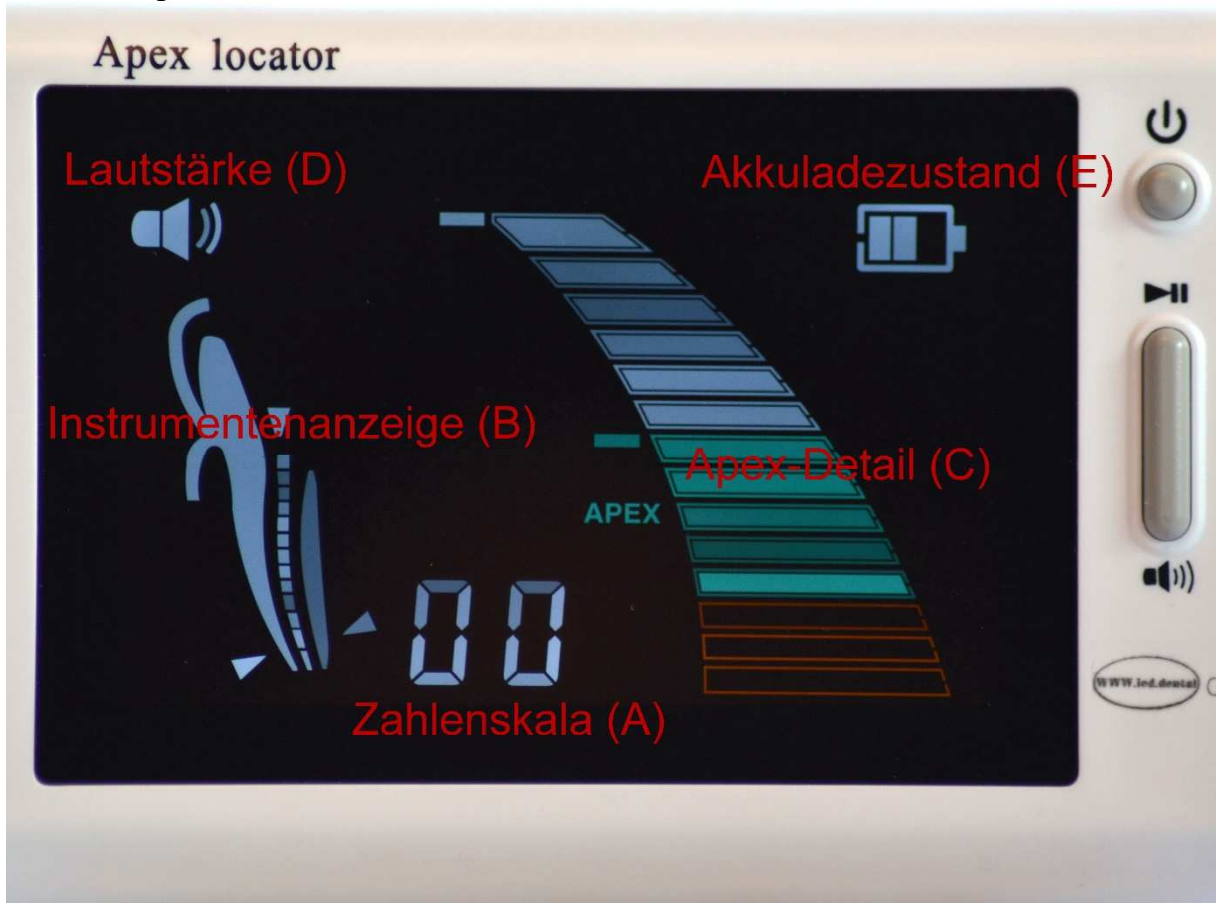 Apex locator
Lautstärke (D)
Akkuladezustand (E)
Instrumentenanzeige (B)
Apex-Detail (C)
APEX
00
Zahlenskala (A)
WWW.led.dental